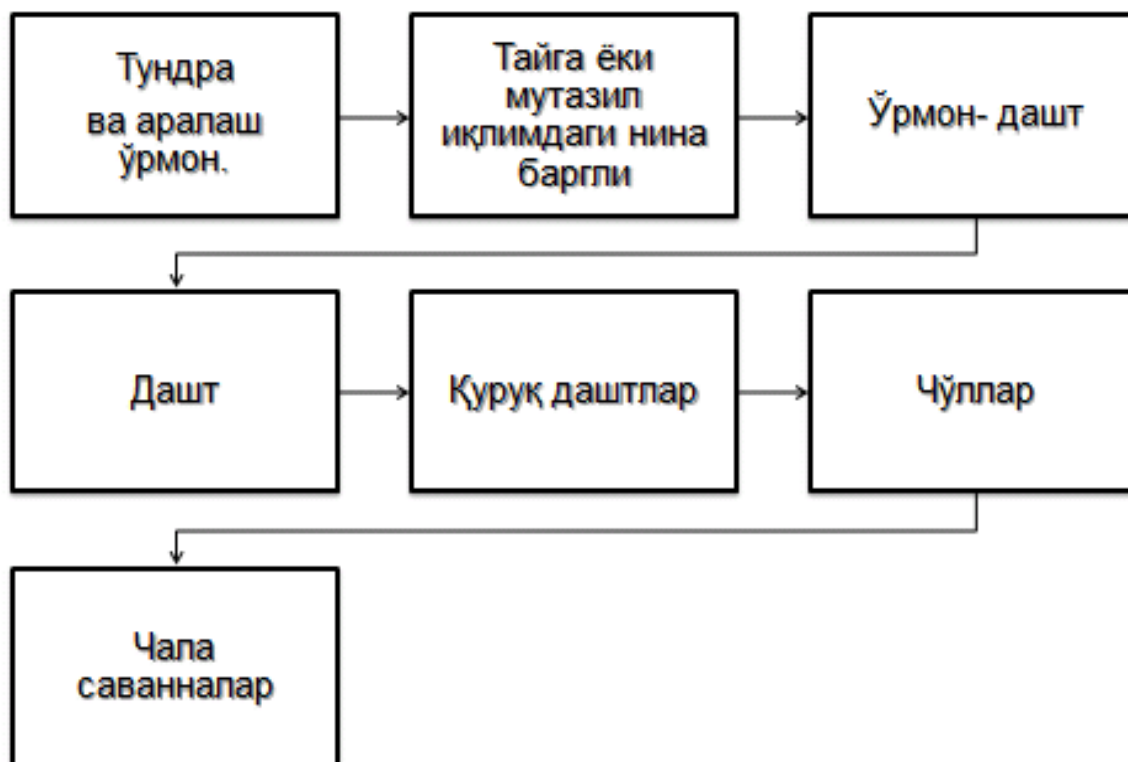 Тундра
ва аралаш
ўрмон.
Тайга ёки
мутазил
иқлимдаги нина
баргли
Ўрмон- дашт
Дашт
Қуруқ даштлар
Чўллар
Чала
саванналар